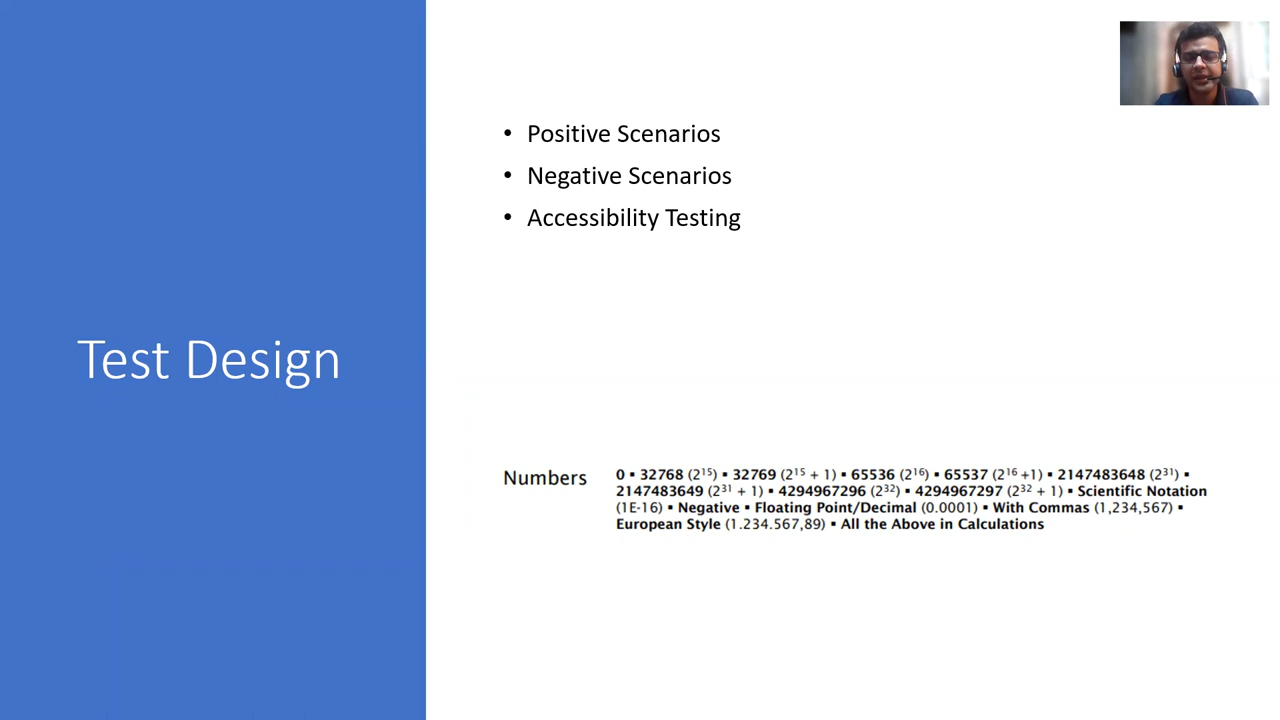 Test Design
• Positive Scenarios
• Negative Scenarios
• Accessibility Testing
Numbers
0 ▪ 32768 (2¹⁵) ▪ 32769 (2¹⁵ + 1) ▪ 65536 (2¹⁶) ▪ 65537 (2¹⁶ +1) ▪ 2147483648 (2³¹) ▪
2147483649 (2³¹ + 1) ▪ 4294967296 (2³²) ▪ 4294967297 (2³² + 1) ▪ Scientific Notation
(1E-16) ▪ Negative ▪ Floating Point/Decimal (0.0001) ▪ With Commas (1,234,567) ▪
European Style (1.234.567,89) ▪ All the Above in Calculations